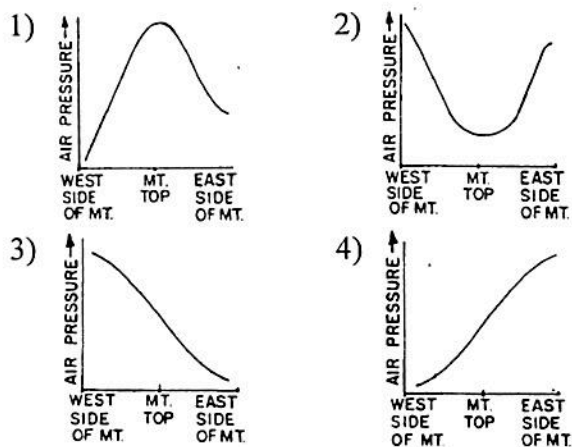 1)
AIR PRESSURE →
WEST
SIDE
OF MT.
MT.
TOP
EAST
SIDE
OF MT.
2)
AIR PRESSURE →
WEST
SIDE
OF MT.
MT.
TOP
EAST
SIDE
OF MT.
3)
AIR PRESSURE →
WEST
SIDE
OF MT.
MT.
TOP
EAST
SIDE
OF MT.
4)
AIR PRESSURE →
WEST
SIDE
OF MT.
MT.
TOP
EAST
SIDE
OF MT.